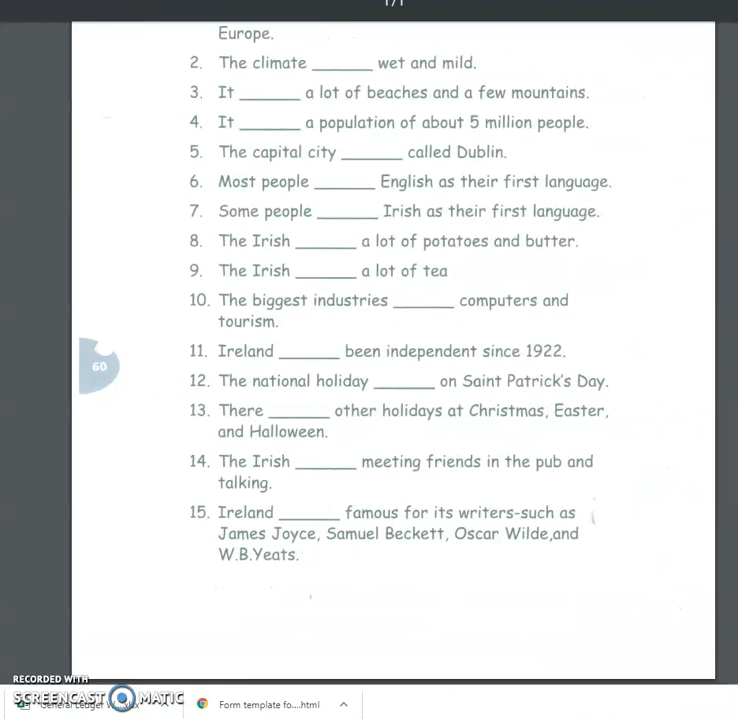 1/1
Europe.
2. The climate _______ wet and mild.
3. It _______ a lot of beaches and a few mountains.
4. It _______ a population of about 5 million people.
5. The capital city _______ called Dublin.
6. Most people _______ English as their first language.
7. Some people _______ Irish as their first language.
8. The Irish _______ a lot of potatoes and butter.
9. The Irish _______ a lot of tea
10. The biggest industries _______ computers and
tourism.
11. Ireland _______ been independent since 1922.
60
12. The national holiday _______ on Saint Patrick's Day.
13. There _______ other holidays at Christmas, Easter,
and Halloween.
14. The Irish _______ meeting friends in the pub and
talking.
15. Ireland _______ famous for its writers-such as
James Joyce, Samuel Beckett, Oscar Wilde,and
W.B.Yeats.
RECORDED WITH
SCREENCAST MATIC
General Ledger
Form template fo....html